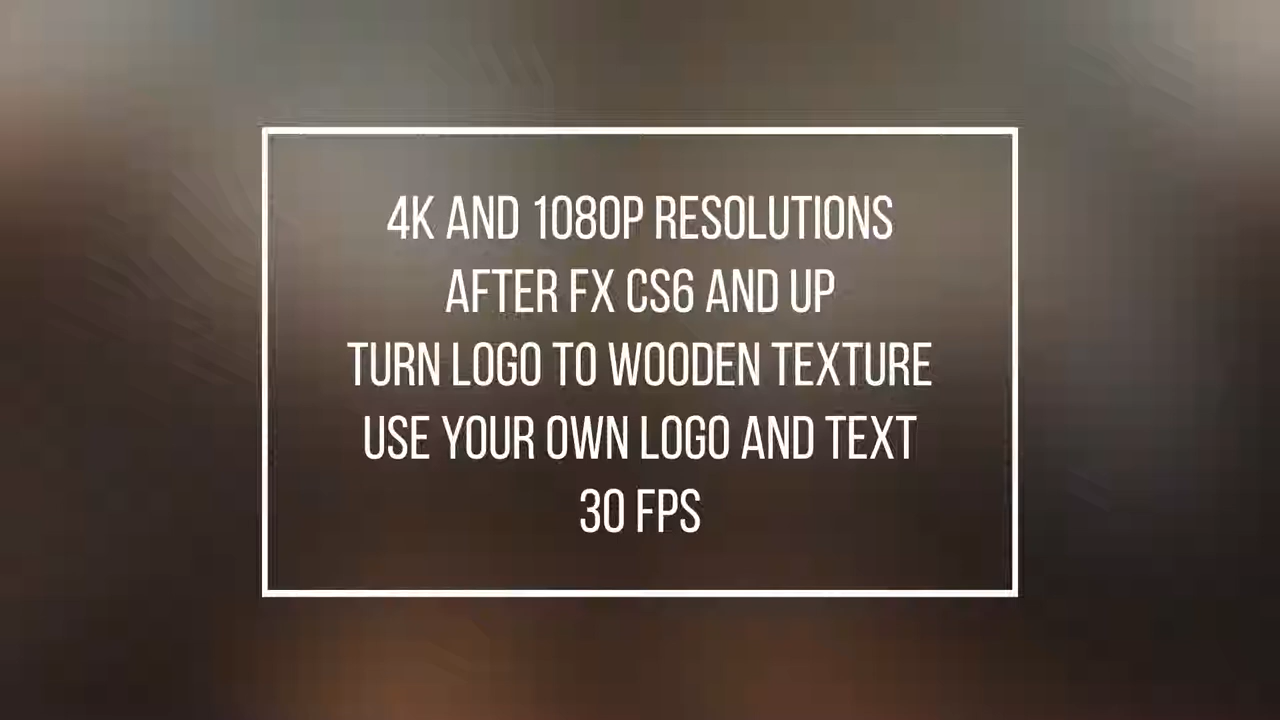 4K AND 1080P RESOLUTIONS
AFTER FX CS6 AND UP
TURN LOGO TO WOODEN TEXTURE
USE YOUR OWN LOGO AND TEXT
30 FPS